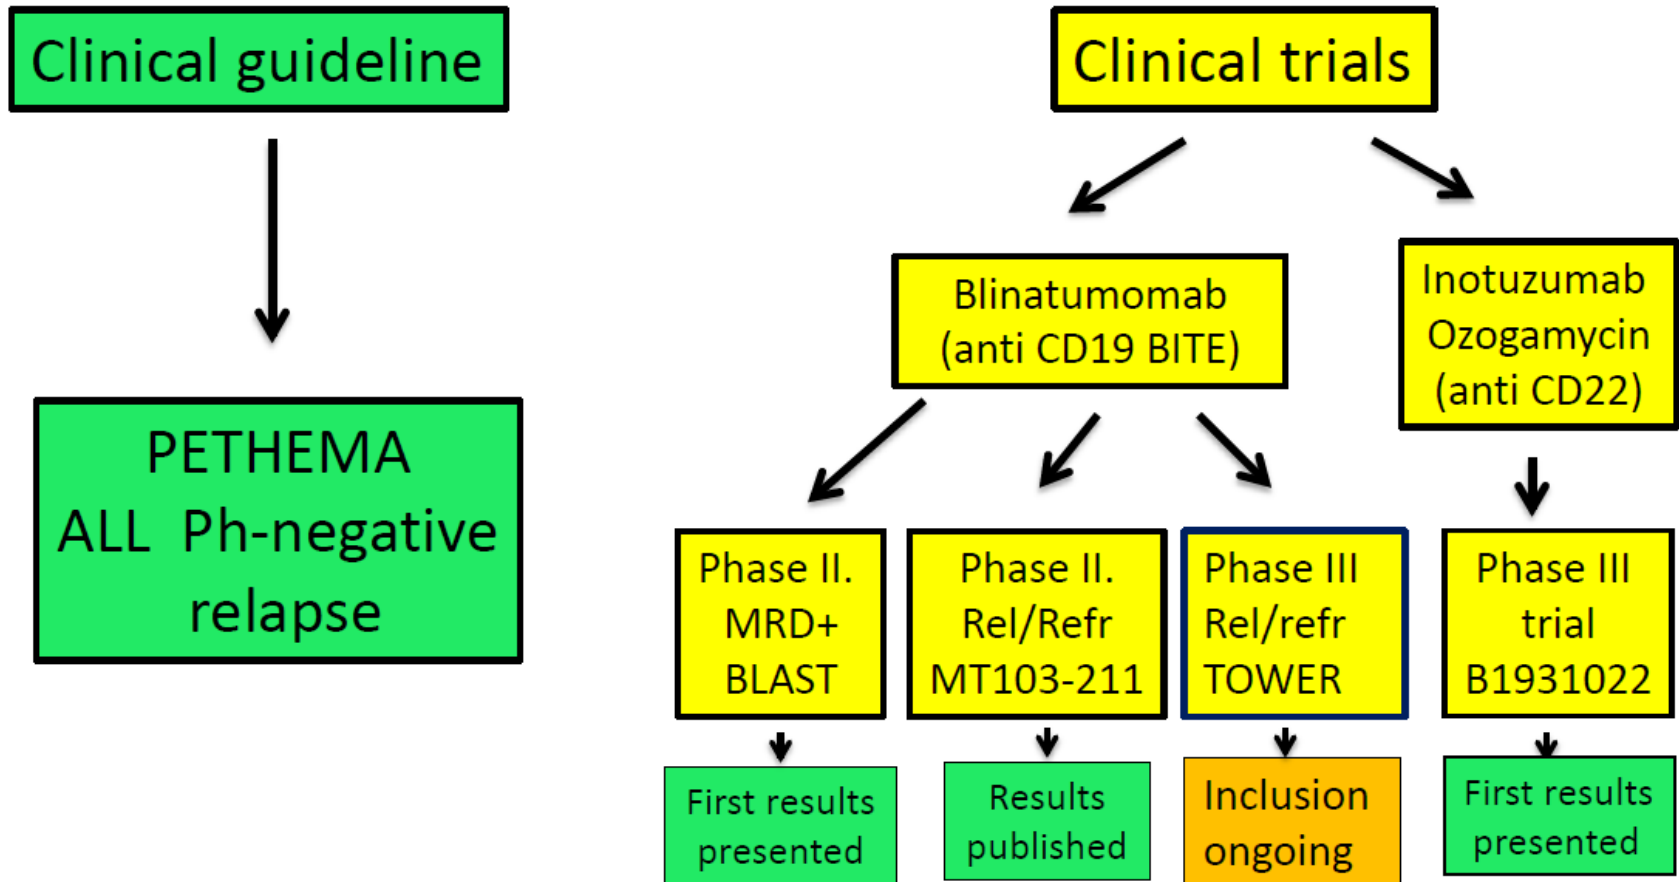 Clinical guideline
PETHEMA
ALL Ph-negative
relapse
Clinical trials
Blinatumomab
(anti CD19 BITE)
Inotuzumab
Ozogamycin
(anti CD22)
Phase II.
MRD+
BLAST
Phase II.
Rel/Refr
MT103-211
Phase III
Rel/refr
TOWER
Phase III
trial
B1931022
First results
presented
Results
published
Inclusion
ongoing
First results
presented